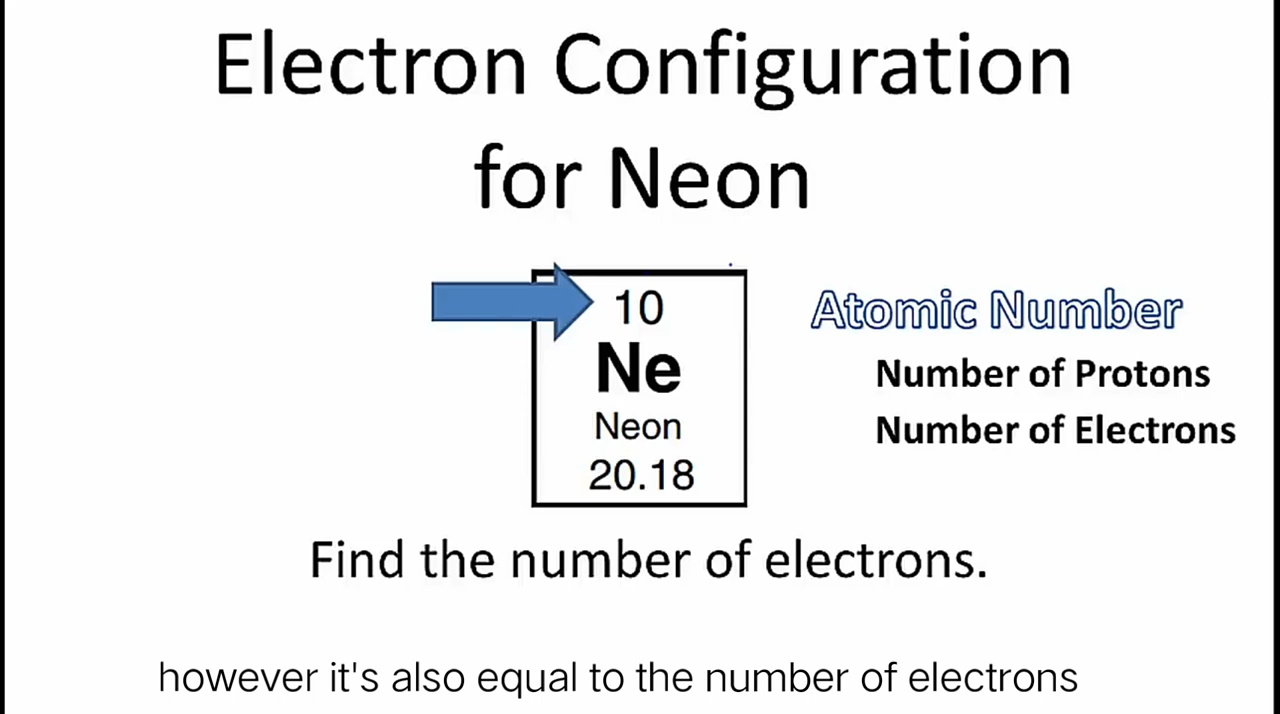 Electron Configuration
for Neon
10
Ne
Neon
20.18
Atomic Number
Number of Protons
Number of Electrons
Find the number of electrons.
however it's also equal to the number of electrons